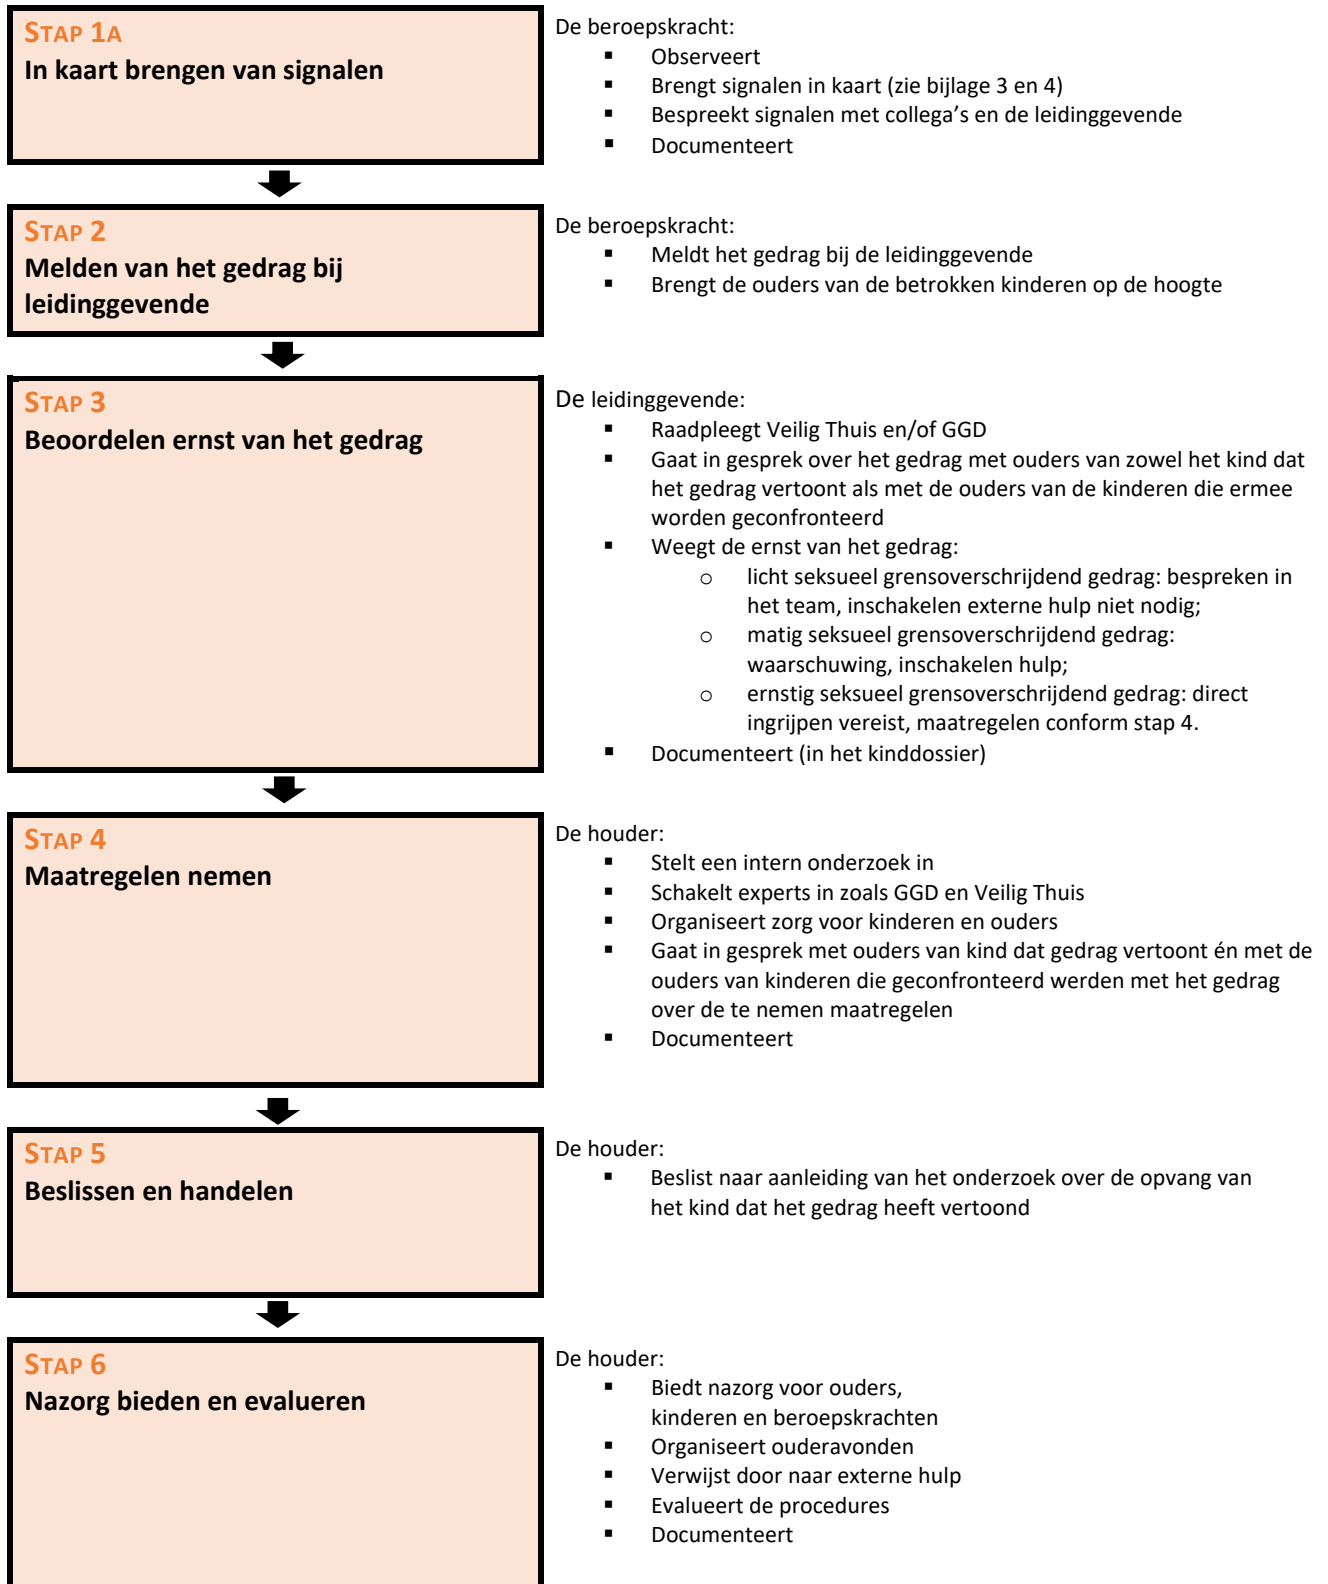 STAP 1A
In kaart brengen van signalen
De beroepskracht:
▪ Observeert
▪ Brengt signalen in kaart (zie bijlage 3 en 4)
▪ Bespreekt signalen met collega's en de leidinggevende
▪ Documenteert
STAP 2
Melden van het gedrag bij
leidinggevende
De beroepskracht:
▪ Meldt het gedrag bij de leidinggevende
▪ Brengt de ouders van de betrokken kinderen op de hoogte
STAP 3
Beoordelen ernst van het gedrag
De leidinggevende:
▪ Raadpleegt Veilig Thuis en/of GGD
▪ Gaat in gesprek over het gedrag met ouders van zowel het kind dat
het gedrag vertoont als met de ouders van de kinderen die ermee
worden geconfronteerd
▪ Weegt de ernst van het gedrag:
o licht seksueel grensoverschrijdend gedrag: bespreken in
het team, inschakelen externe hulp niet nodig;
o matig seksueel grensoverschrijdend gedrag:
waarschuwing, inschakelen hulp;
o ernstig seksueel grensoverschrijdend gedrag: direct
ingrijpen vereist, maatregelen conform stap 4.
▪ Documenteert (in het kinddossier)
STAP 4
Maatregelen nemen
De houder:
▪ Stelt een intern onderzoek in
▪ Schakelt experts in zoals GGD en Veilig Thuis
▪ Organiseert zorg voor kinderen en ouders
▪ Gaat in gesprek met ouders van kind dat gedrag vertoont én met de
ouders van kinderen die geconfronteerd werden met het gedrag
over de te nemen maatregelen
▪ Documenteert
STAP 5
Beslissen en handelen
De houder:
▪ Beslist naar aanleiding van het onderzoek over de opvang van
het kind dat het gedrag heeft vertoond
STAP 6
Nazorg bieden en evalueren
De houder:
▪ Biedt nazorg voor ouders,
kinderen en beroepskrachten
▪ Organiseert ouderavonden
▪ Verwijst door naar externe hulp
▪ Evalueert de procedures
▪ Documenteert